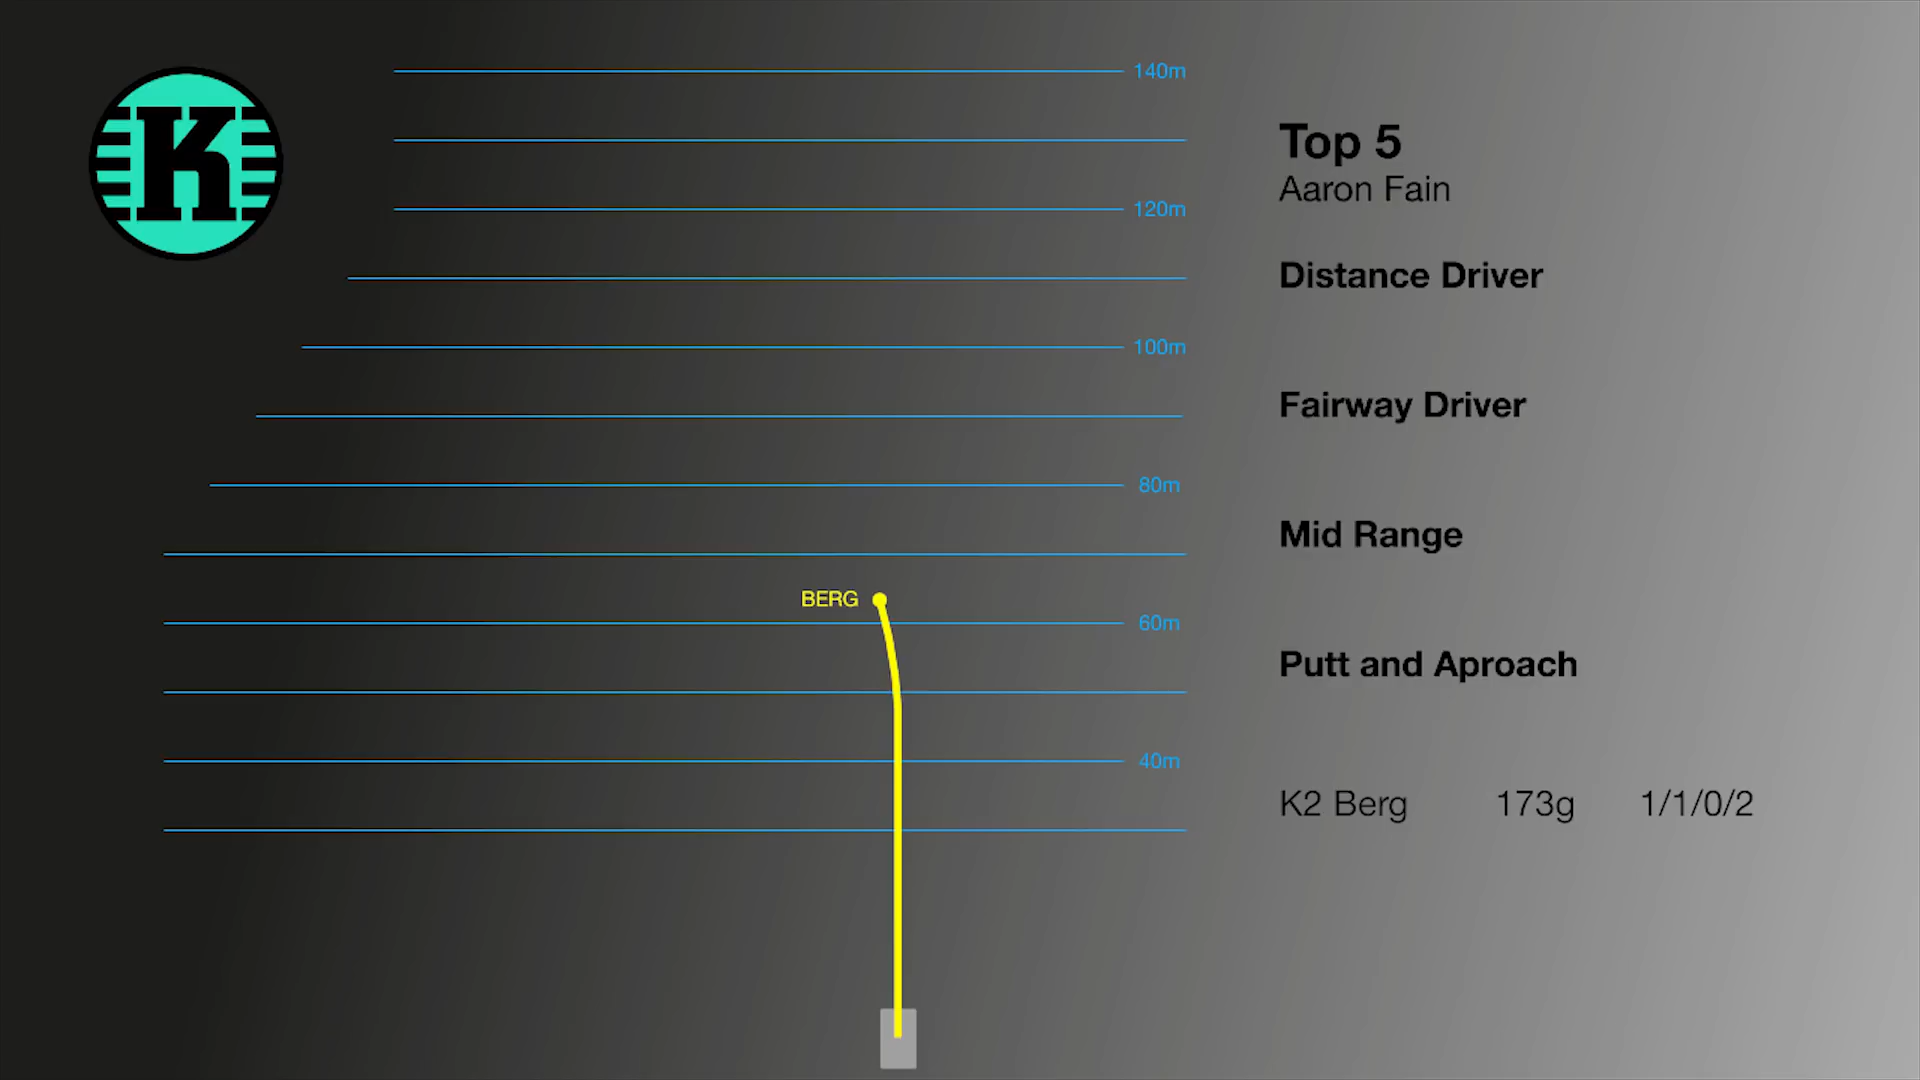 K
140m
120m
100m
80m
60m
40m
BERG
Top 5
Aaron Fain
Distance Driver
Fairway Driver
Mid Range
Putt and Aproach
K2 Berg 173g 1/1/0/2